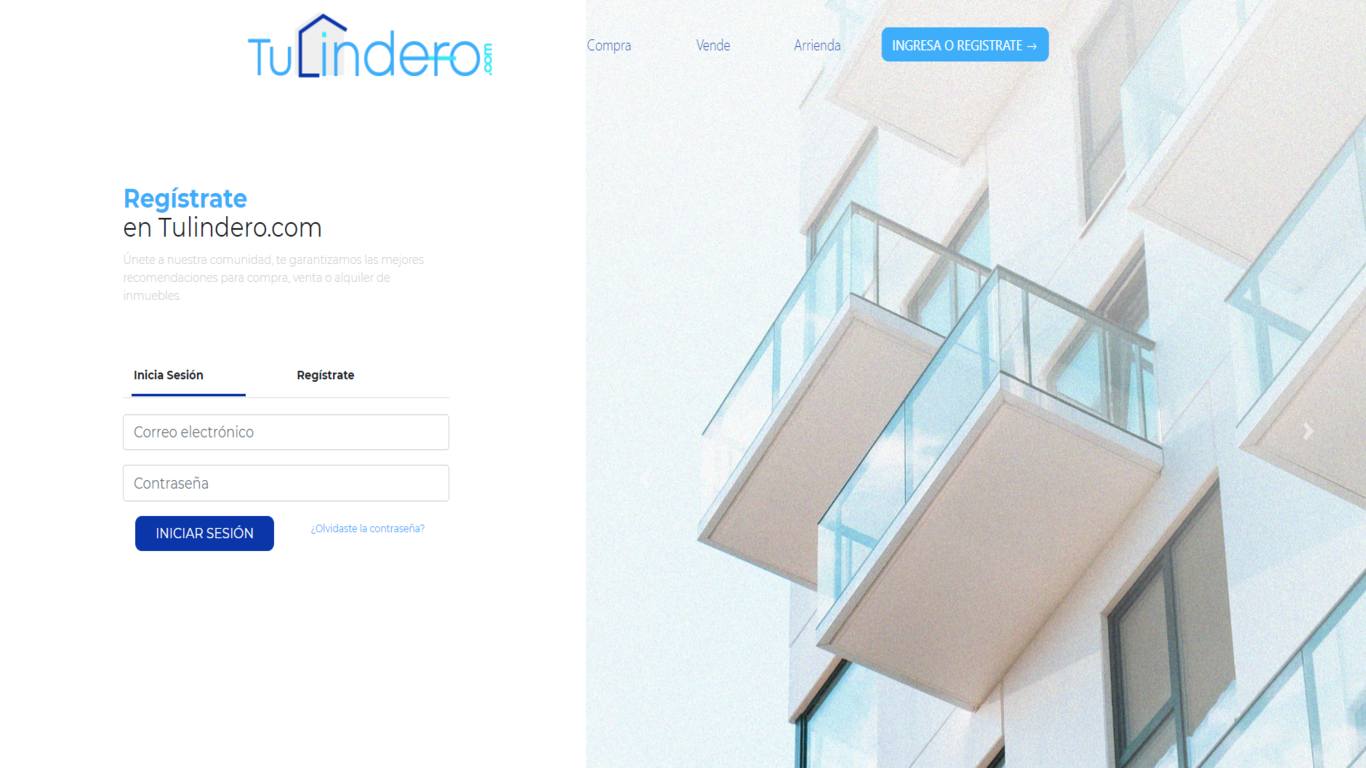 TuLindero.com
Compra
Vende
Arrienda
INGRESA O REGISTRATE →
Regístrate
en Tulindero.com
Únete a nuestra comunidad, te garantizamos las mejores
recomendaciones para compra, venta o alquiler de
inmuebles.
Inicia Sesión
Regístrate
Correo electrónico
Contraseña
INICIAR SESIÓN
¿Olvidaste la contraseña?